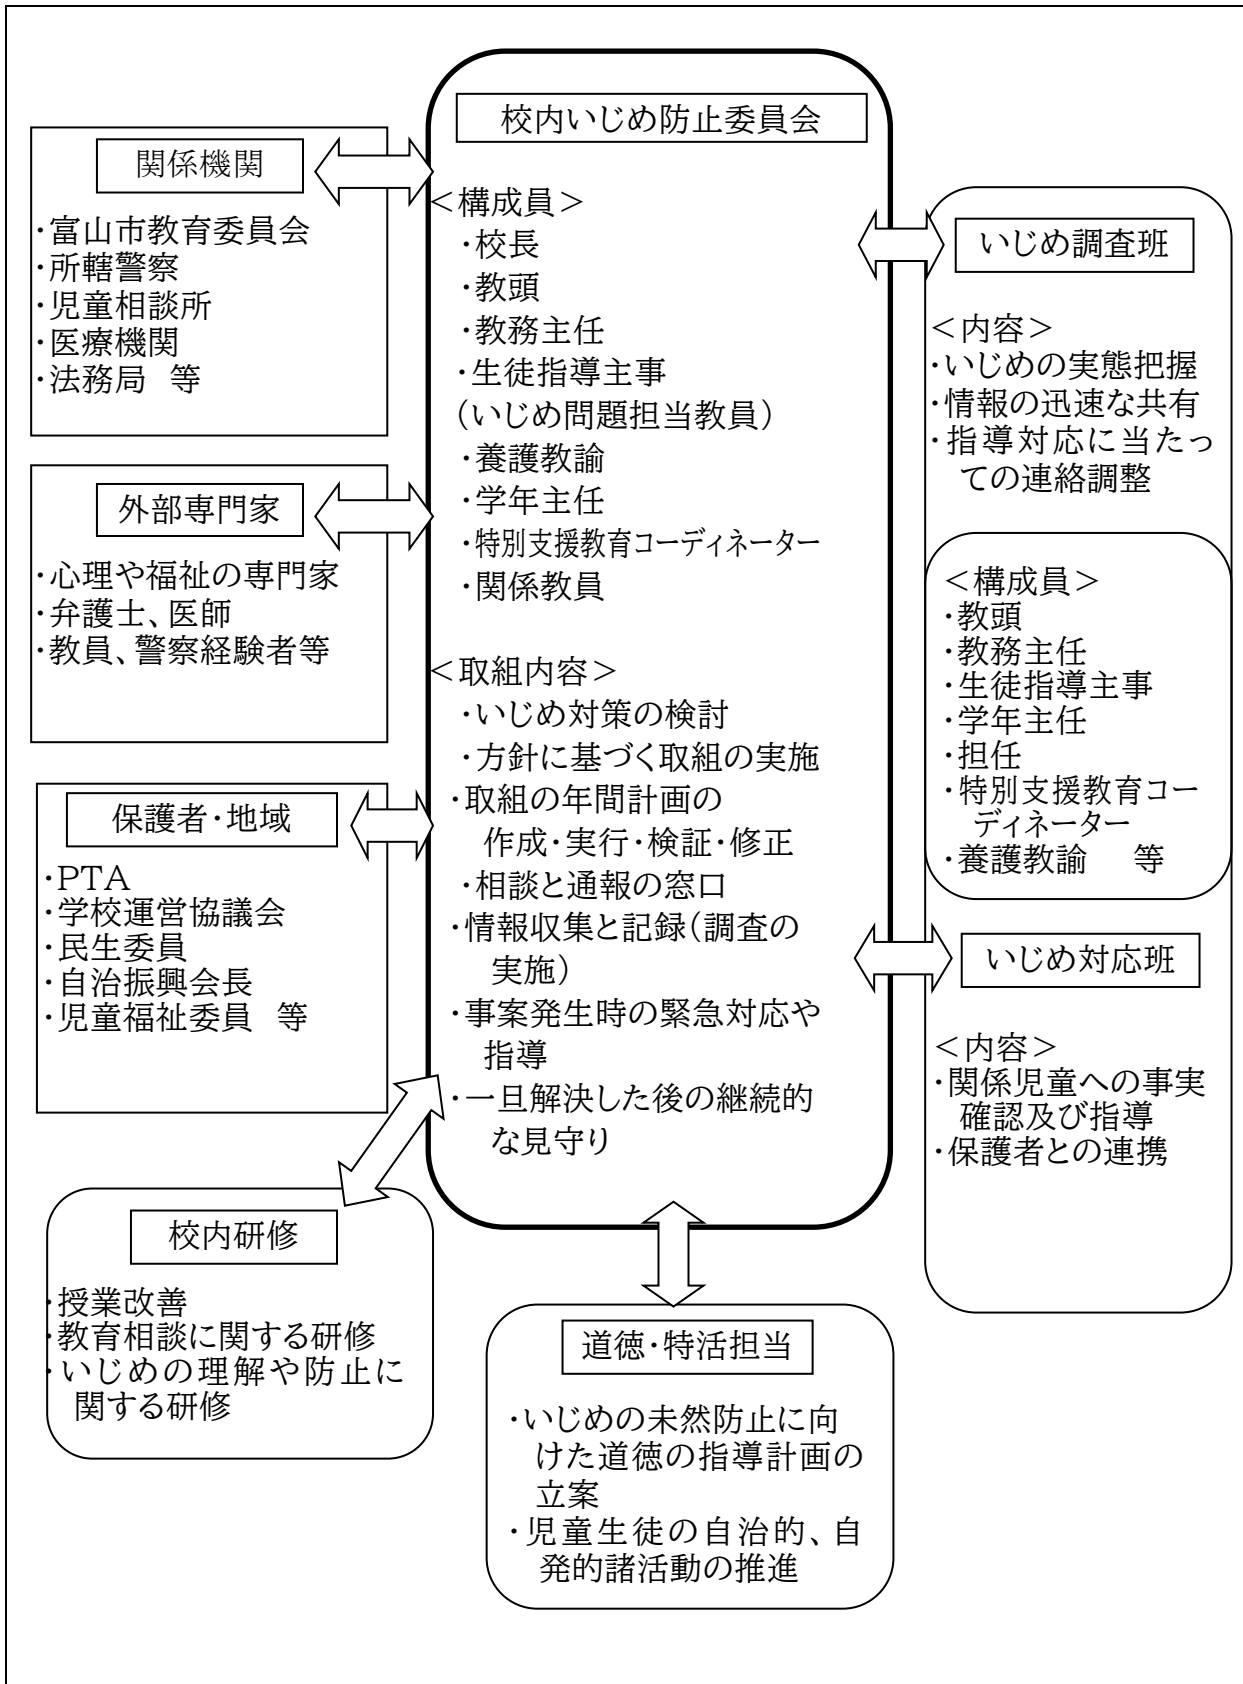 校内いじめ防止委員会
<構成員>
・校長
・教頭
・教務主任
・生徒指導主事
(いじめ問題担当教員)
・養護教諭
・学年主任
・特別支援教育コーディネーター
・関係教員
<取組内容>
・いじめ対策の検討
・方針に基づく取組の実施
・取組の年間計画の
作成・実行・検証・修正
・相談と通報の窓口
・情報収集と記録(調査の
実施)
・事案発生時の緊急対応や
指導
・一旦解決した後の継続的
な見守り
関係機関
・富山市教育委員会
・所轄警察
・児童相談所
・医療機関
・法務局 等
外部専門家
・心理や福祉の専門家
・弁護士、医師
・教員、警察経験者等
保護者・地域
・PTA
・学校運営協議会
・民生委員
・自治振興会長
・児童福祉委員 等
校内研修
・授業改善
・教育相談に関する研修
・いじめの理解や防止に
関する研修
道徳・特活担当
・いじめの未然防止に向
けた道徳の指導計画の
立案
・児童生徒の自治的、自
発的諸活動の推進
いじめ調査班
<内容>
・いじめの実態把握
・情報の迅速な共有
・指導対応に当たっ
ての連絡調整
<構成員>
・教頭
・教務主任
・生徒指導主事
・学年主任
・担任
・特別支援教育コー
ディネーター
・養護教諭 等
いじめ対応班
<内容>
・関係児童への事実
確認及び指導
・保護者との連携